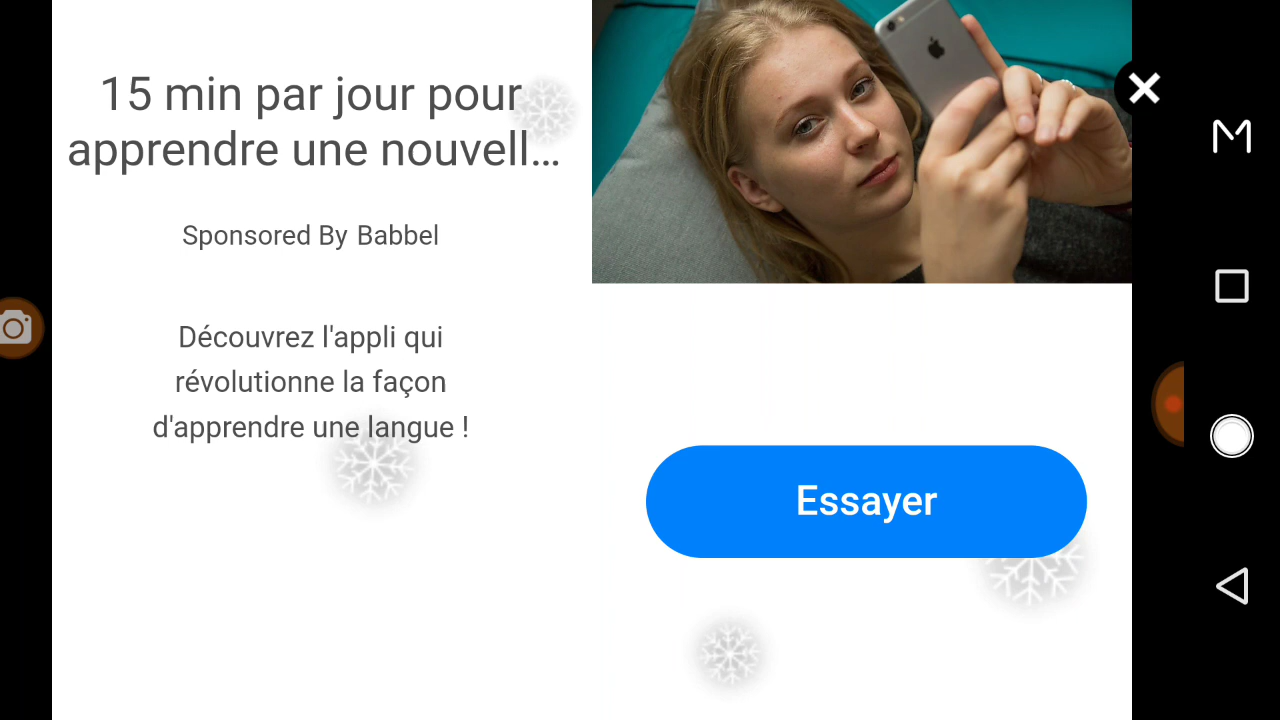 15 min par jour pour
apprendre une nouvell...
Sponsored By Babbel
Découvrez l'appli qui
révolutionne la façon
d'apprendre une langue !
Essayer